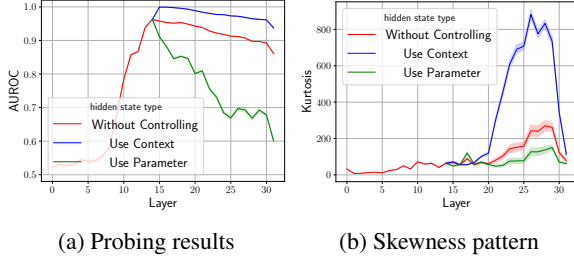 1.0
0.9
0.8
0.7
0.6
0.5
AUROC
hidden state type
Without Controlling
Use Context
Use Parameter
0 5 10 15 20 25 30
Layer
(a) Probing results
800
600
400
200
0
Kurtosis
hidden state type
Without Controlling
Use Context
Use Parameter
0 5 10 15 20 25 30
Layer
(b) Skewness pattern